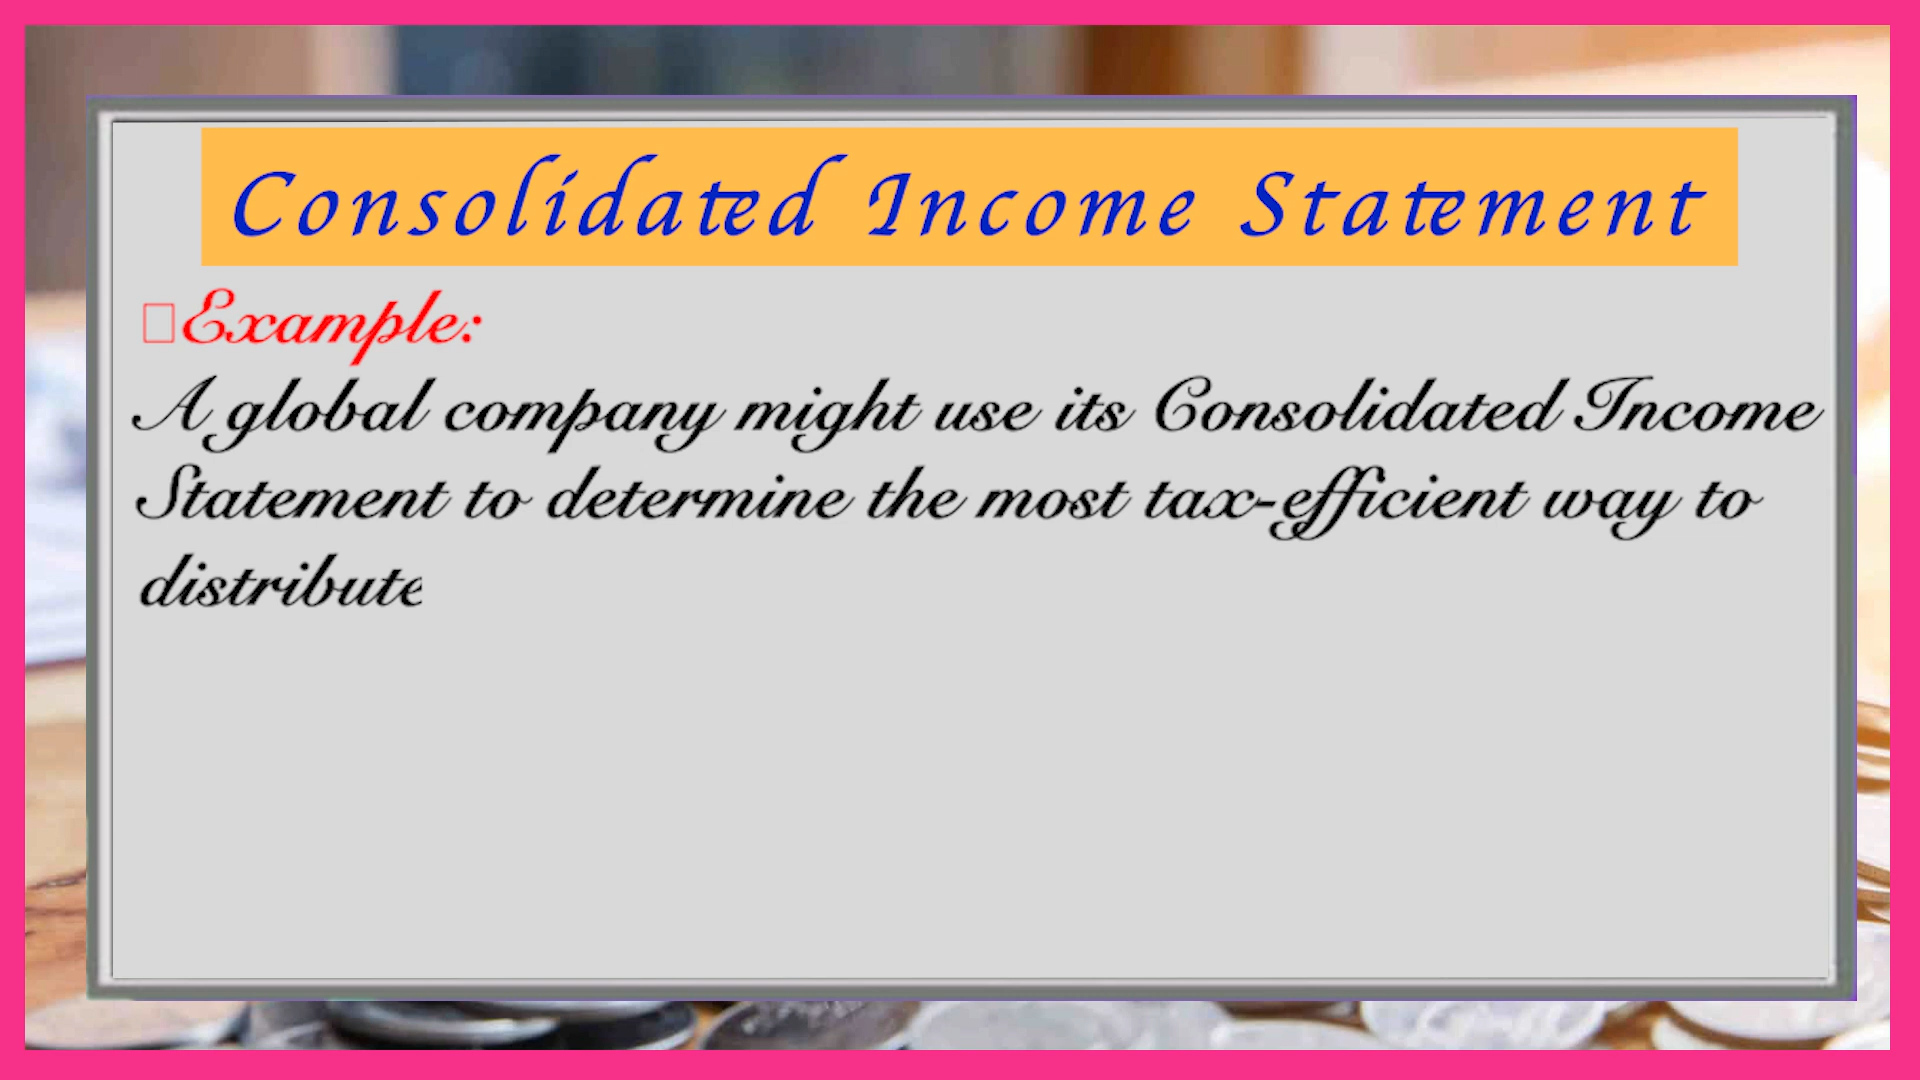 Consolidated Income Statement
Example:
A global company might use its Consolidated Income
Statement to determine the most tax-efficient way to
distribute